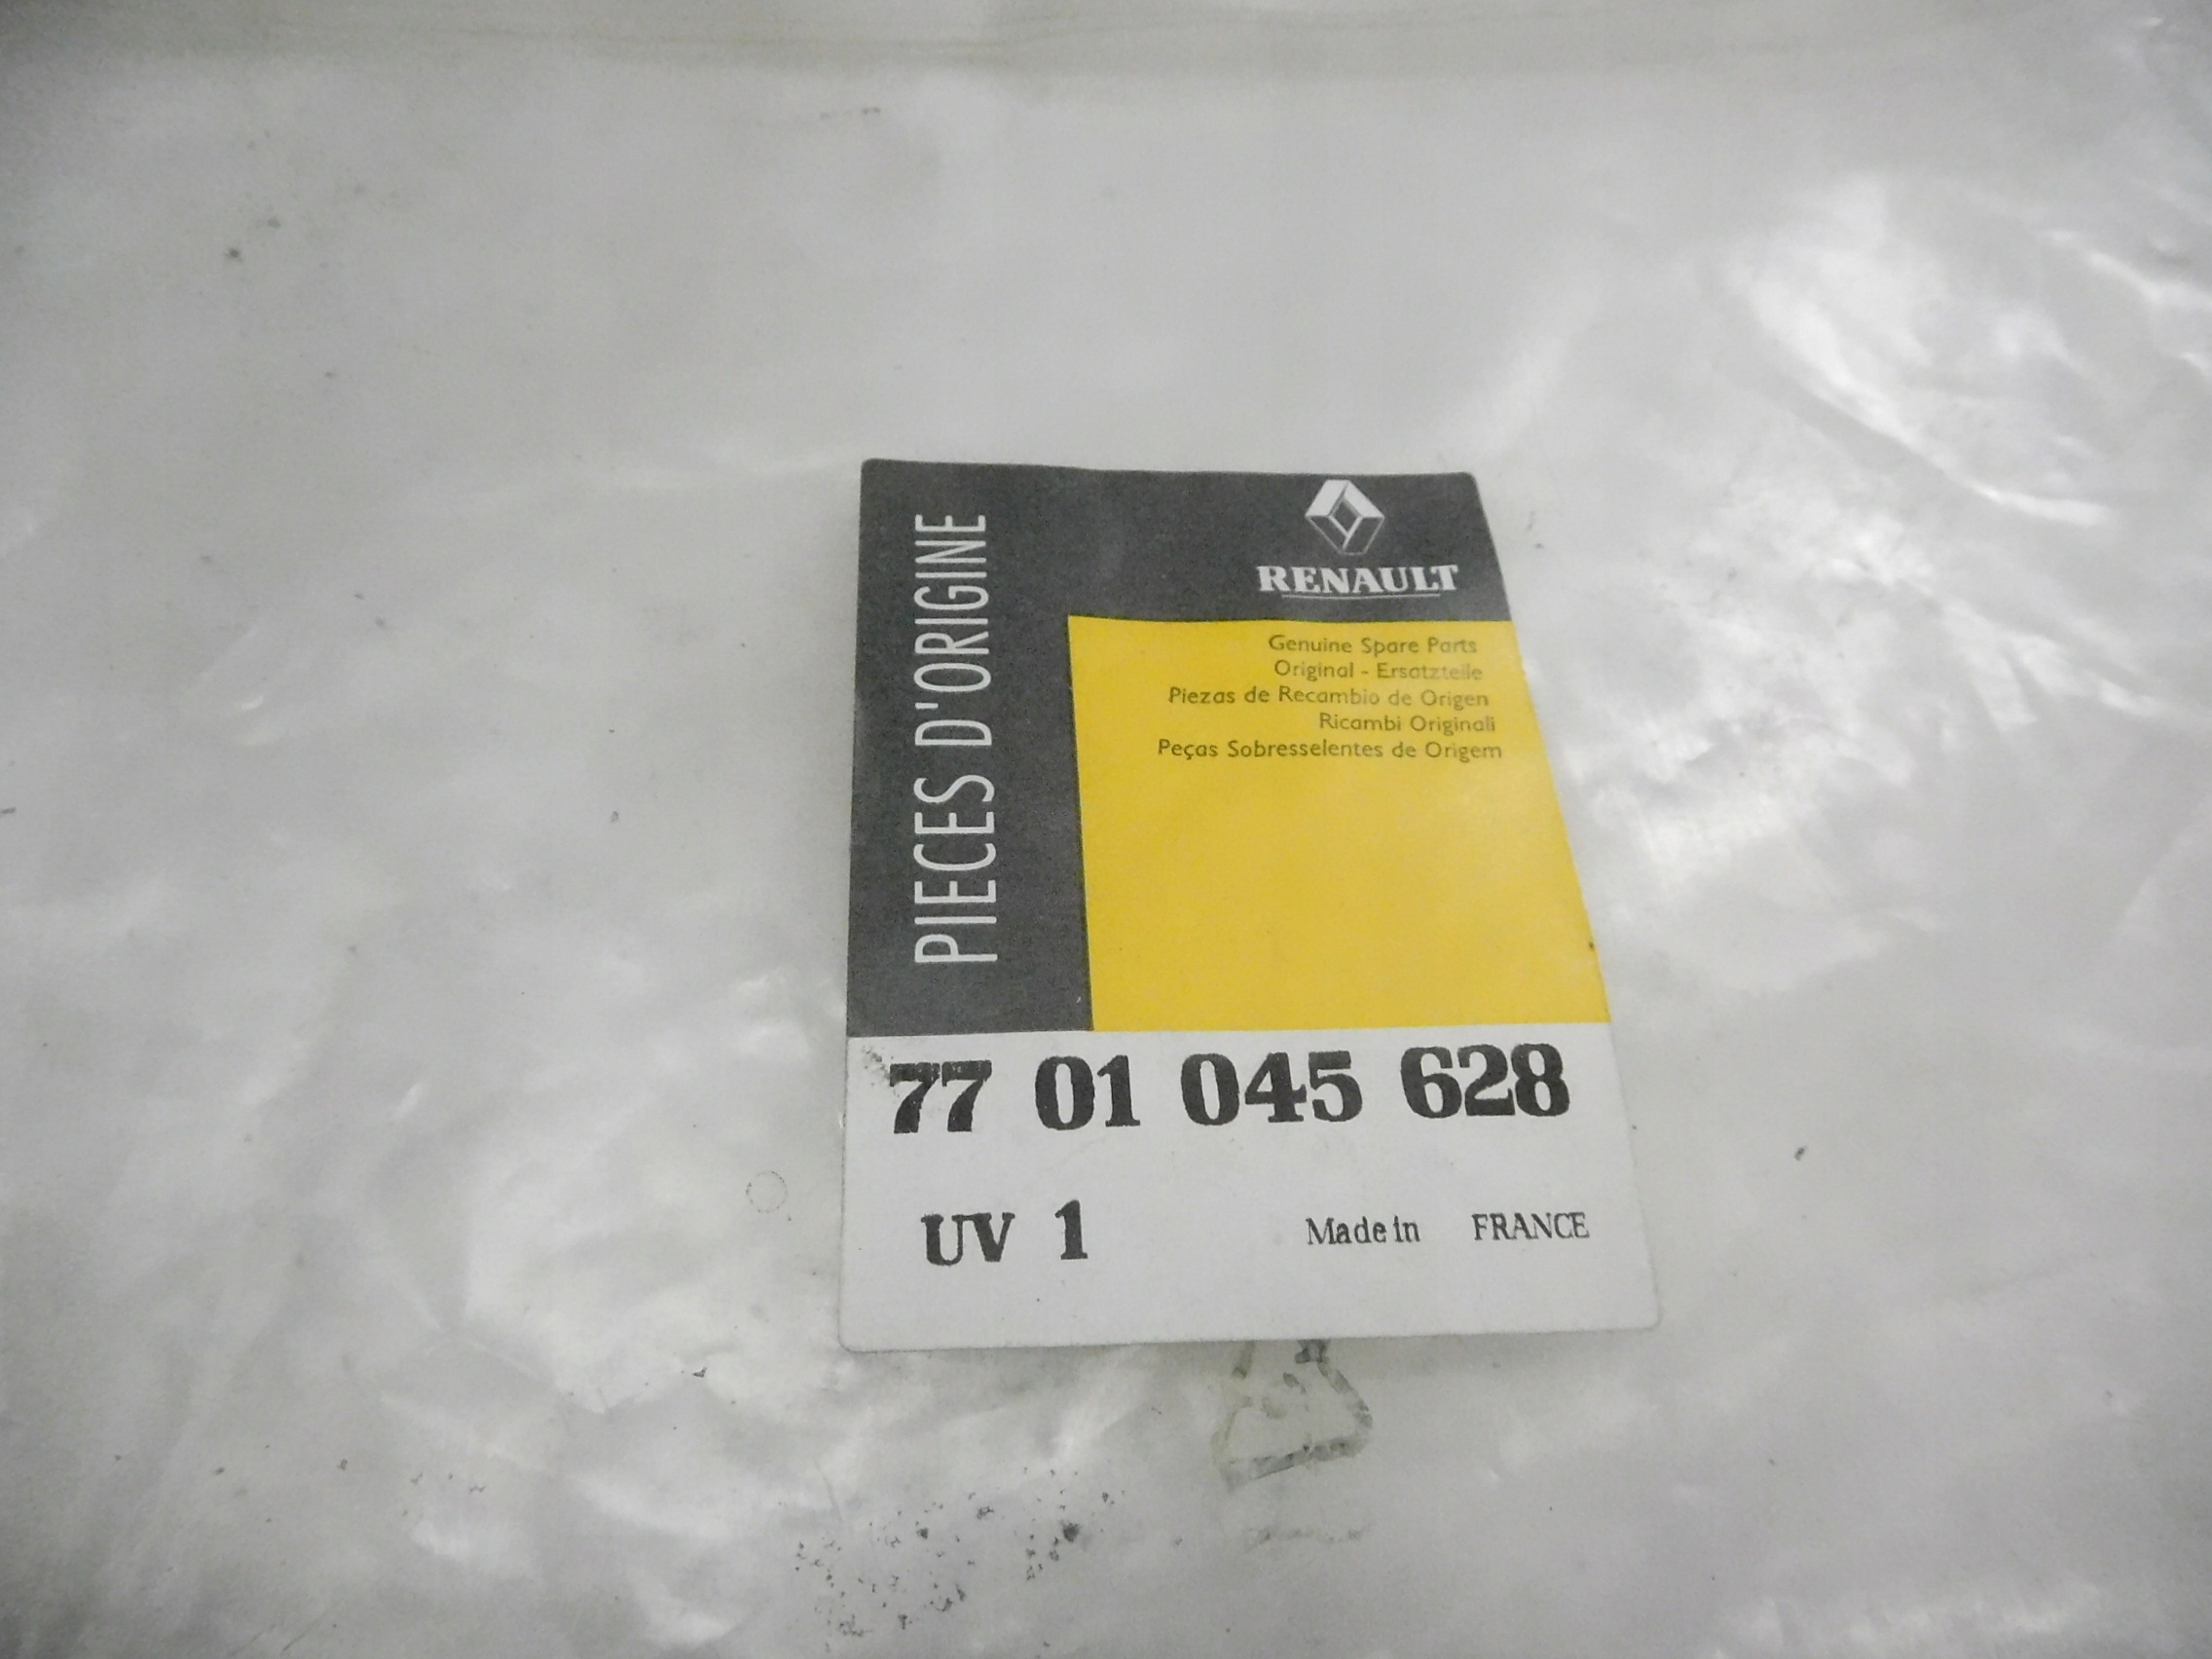 PIECES D'ORIGINE
RENAULT
Genuine Spare Parts
Original - Ersatzteile
Piezas de Recambio de Origen
Ricambi Originali
Peças Sobresselentes de Origem
77 01 045 628
UV 1 Made in FRANCE